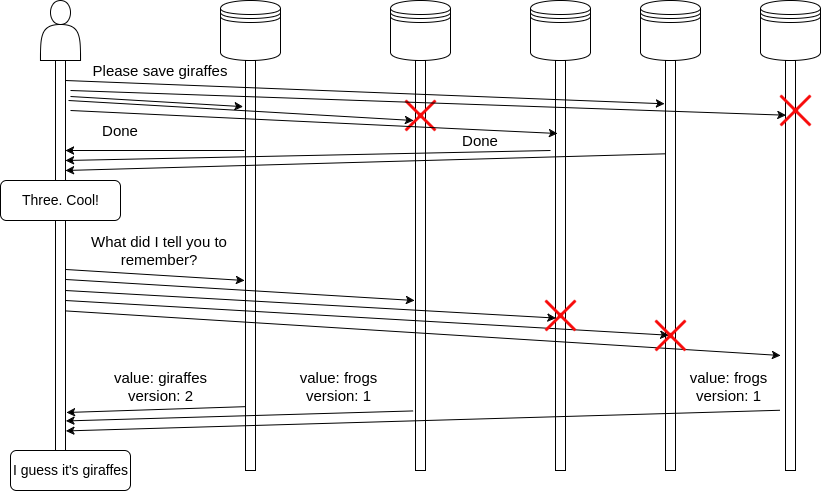 Please save giraffes
Done
Done
Three. Cool!
What did I tell you to
remember?
value: giraffes
version: 2
value: frogs
version: 1
value: frogs
version: 1
I guess it's giraffes